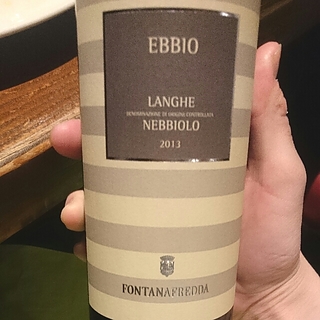 EBBIO
LANGHE
DENOMINAZIONE DI ORIGINE CONTROLLATA
NEBBIOLO
2013
FONTANAFREDDA